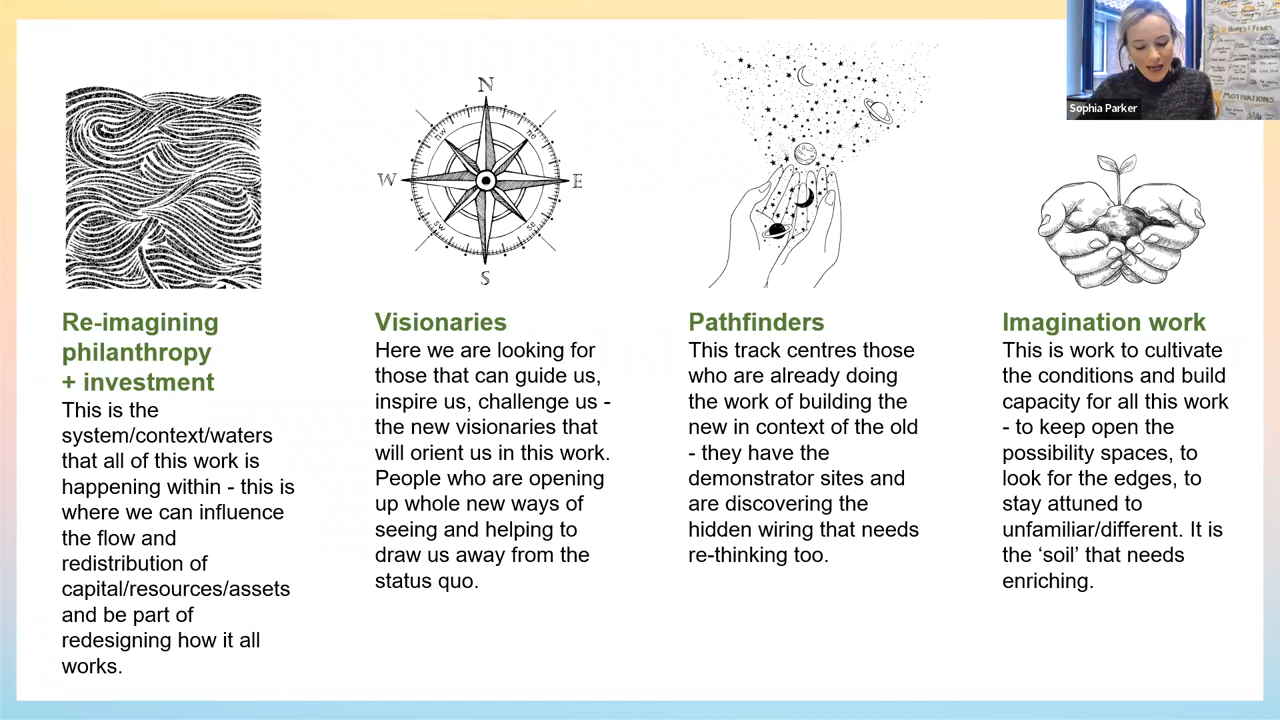 N
W
E
S
Sophia Parker
HOPES & FEARS
MOTIVATIONS
Re-imagining
philanthropy
+ investment
This is the
system/context/waters
that all of this work is
happening within - this is
where we can influence
the flow and
redistribution of
capital/resources/assets
and be part of
redesigning how it all
works.
Visionaries
Here we are looking for
those that can guide us,
inspire us, challenge us -
the new visionaries that
will orient us in this work.
People who are opening
up whole new ways of
seeing and helping to
draw us away from the
status quo.
Pathfinders
This track centres those
who are already doing
the work of building the
new in context of the old
- they have the
demonstrator sites and
are discovering the
hidden wiring that needs
re-thinking too.
Imagination work
This is work to cultivate
the conditions and build
capacity for all this work
- to keep open the
possibility spaces, to
look for the edges, to
stay attuned to
unfamiliar/different. It is
the ‘soil’ that needs
enriching.